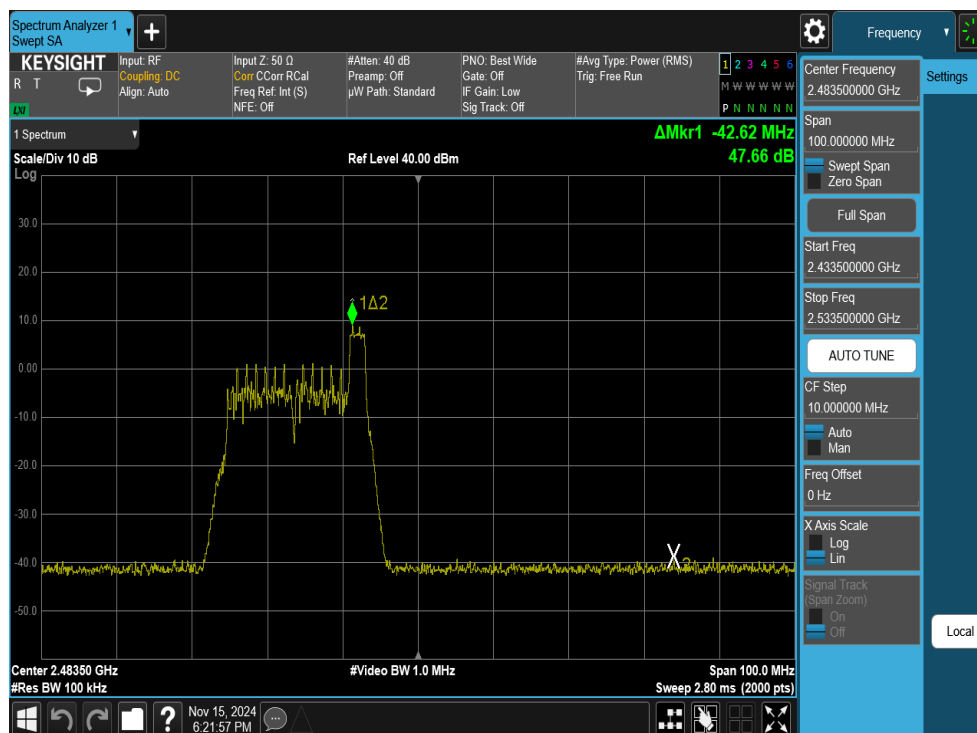 Spectrum Analyzer 1
Swept SA
+
Frequency
KEYSIGHT
R T
LXI
Input: RF
Coupling: DC
Align: Auto
Input Z: 50 Ω
Corr CCorr RCal
Freq Ref: Int (S)
NFE: Off
#Atten: 40 dB
Preamp: Off
µW Path: Standard
PNO: Best Wide
Gate: Off
IF Gain: Low
Sig Track: Off
#Avg Type: Power (RMS)
Trig: Free Run
1 2 3 4 5 6
M W W W W W
P N N N N N
1 Spectrum
ΔMkr1 -42.62 MHz
47.66 dB
Scale/Div 10 dB
Ref Level 40.00 dBm
Log
30.0
20.0
10.0
0.00
-10.0
-20.0
-30.0
-40.0
-50.0
1Δ2
X
Center 2.48350 GHz
#Video BW 1.0 MHz
Span 100.0 MHz
#Res BW 100 kHz
Sweep 2.80 ms (2000 pts)
Nov 15, 2024
6:21:57 PM
?
Center Frequency
2.483500000 GHz
Settings
Span
100.000000 MHz
Swept Span
Zero Span
Full Span
Start Freq
2.433500000 GHz
Stop Freq
2.533500000 GHz
AUTO TUNE
CF Step
10.000000 MHz
Auto
Man
Freq Offset
0 Hz
X Axis Scale
Log
Lin
Signal Track
(Span Zoom)
On
Off
Local